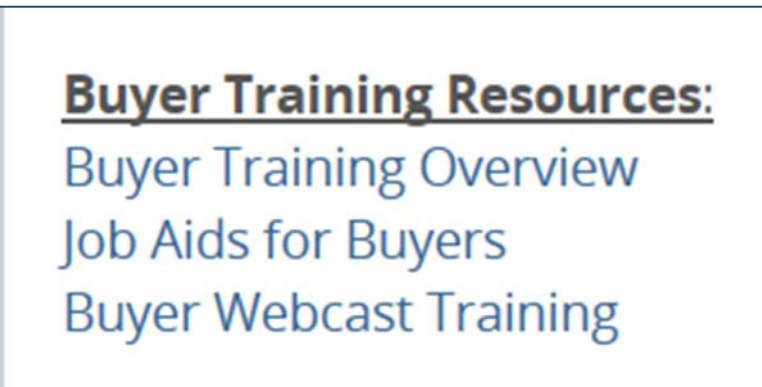 Buyer Training Resources:
Buyer Training Overview
Job Aids for Buyers
Buyer Webcast Training